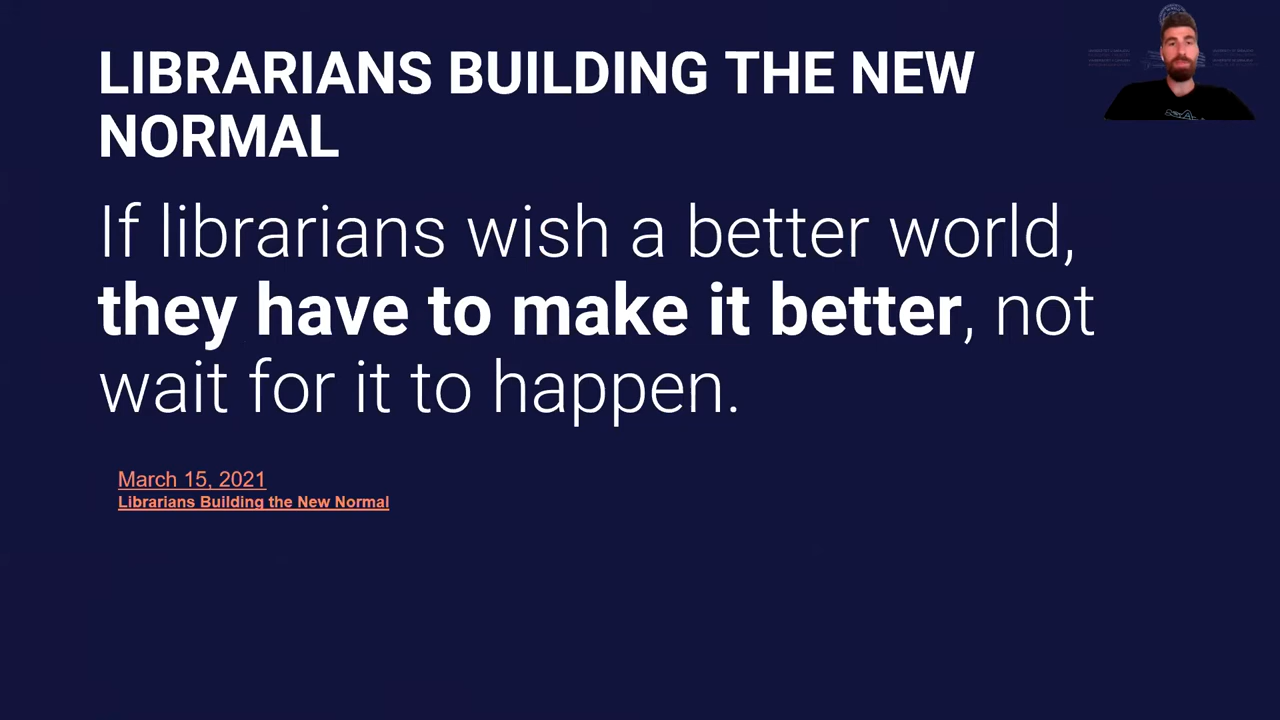 LIBRARIANS BUILDING THE NEW
NORMAL
If librarians wish a better world,
they have to make it better, not
wait for it to happen.
March 15, 2021
Librarians Building the New Normal